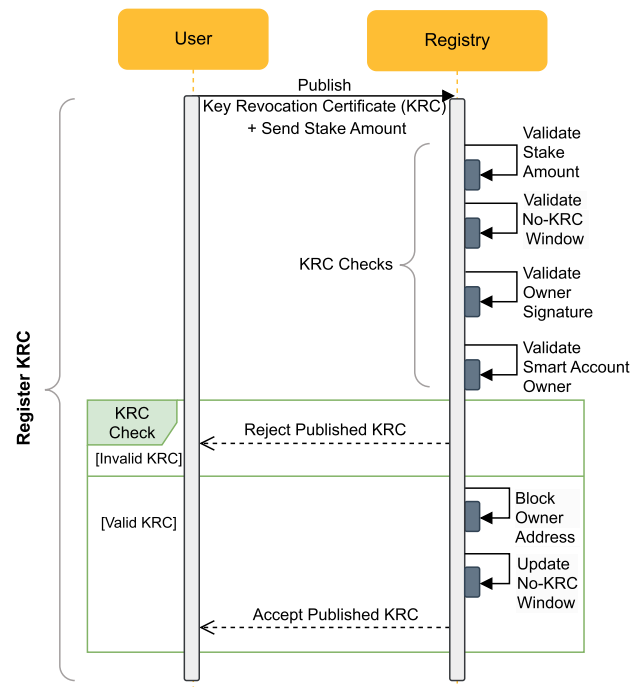 User
Registry
Publish
Key Revocation Certificate (KRC)
+ Send Stake Amount
Validate
Stake
Amount
Validate
No-KRC
Window
KRC Checks
Validate
Owner
Signature
Validate
Smart Account
Owner
Register KRC
KRC
Check
Reject Published KRC
[Invalid KRC]
[Valid KRC]
Block
Owner
Address
Update
No-KRC
Window
Accept Published KRC